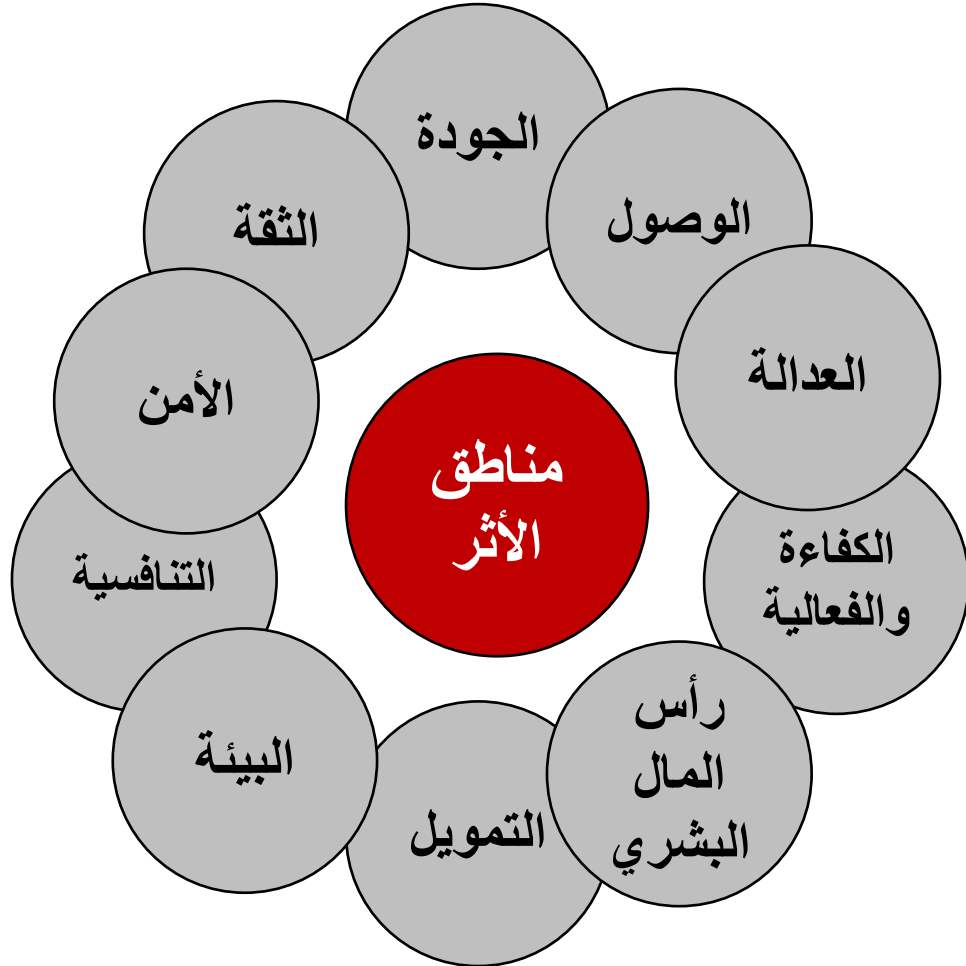 الجودة
الوصول
العدالة
الكفاءة
والفعالية
رأس
المال
البشري
التمويل
البيئة
التنافسية
الأمن
الثقة
مناطق
الأثر